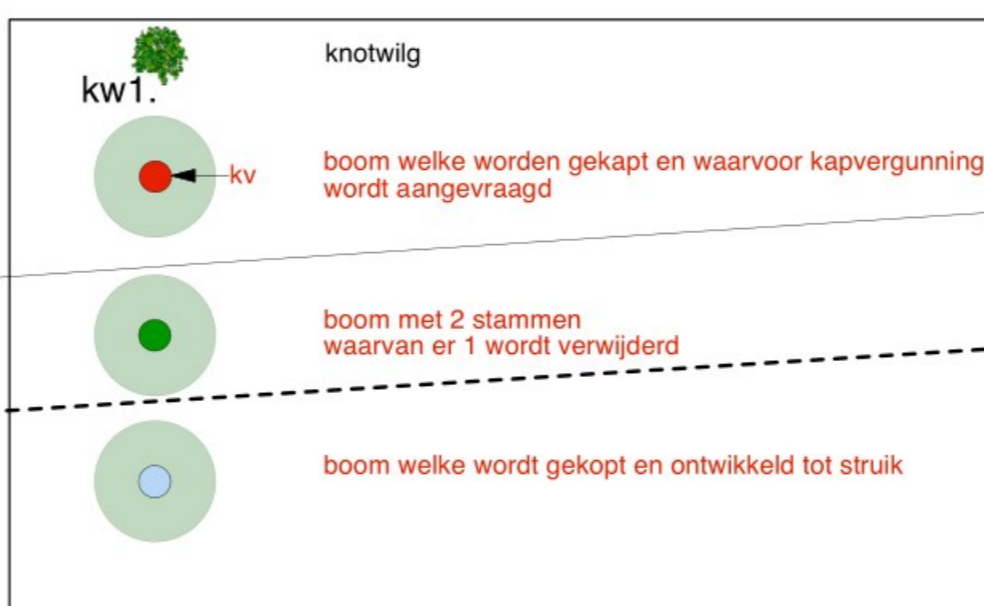 knotwilg
kw1.
kv
boom welke worden gekapt en waarvoor kapvergunning
wordt aangevraagd
boom met 2 stammen
waarvan er 1 wordt verwijderd
boom welke wordt gekopt en ontwikkeld tot struik